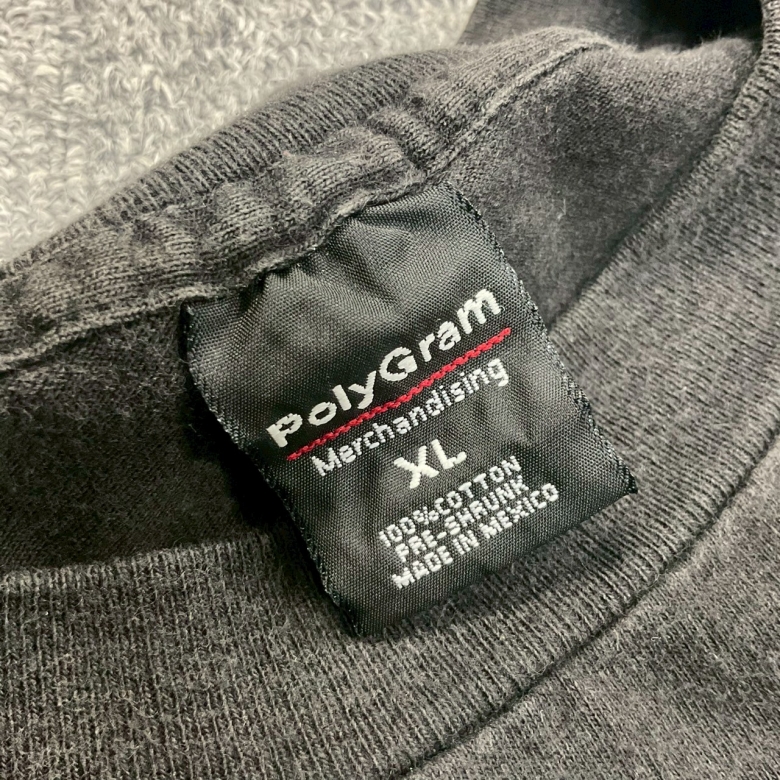 PolyGram
Merchandising
XL
100%COTTON
PRE-SHRUNK
MADE IN MEXICO